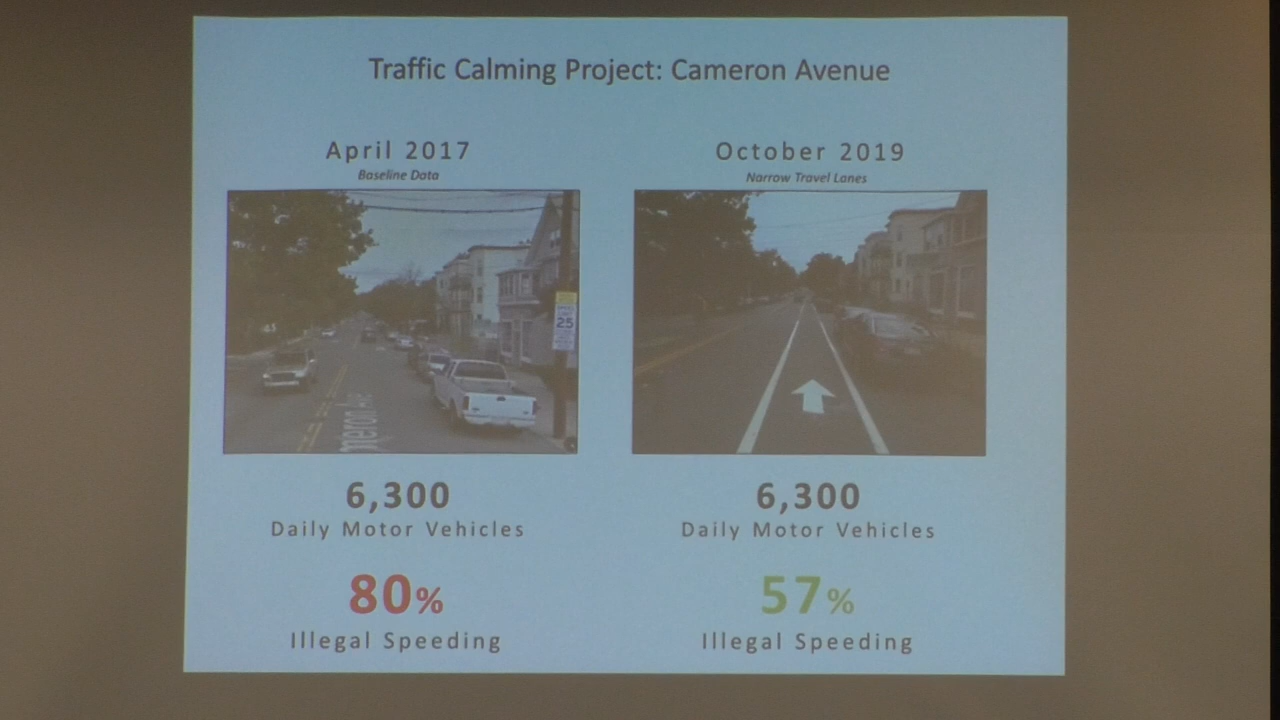 Traffic Calming Project: Cameron Avenue
April 2017
Baseline Data
October 2019
Narrow Travel Lanes
25
6,300
Daily Motor Vehicles
6,300
Daily Motor Vehicles
80%
Illegal Speeding
57%
Illegal Speeding